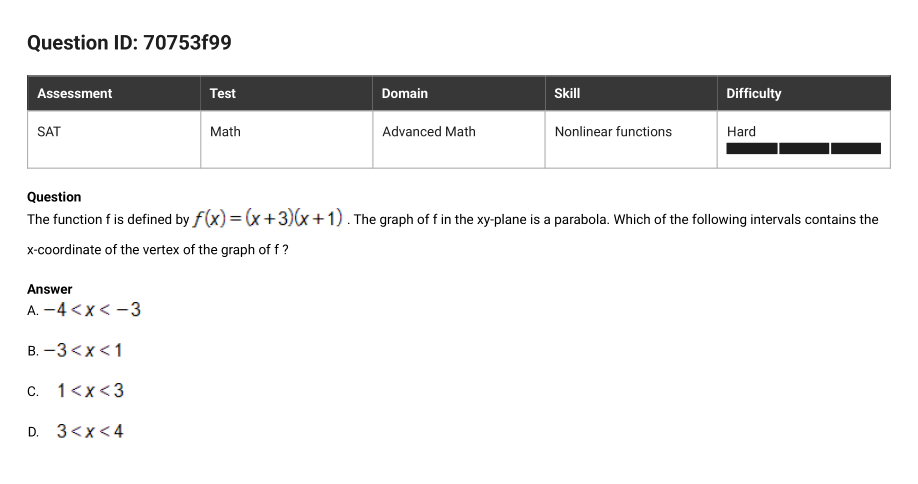 Question ID: 70753f99
Assessment Test Domain Skill Difficulty
SAT Math Advanced Math Nonlinear functions Hard
Question
The function f is defined by f(x) = (x+3)(x+1) . The graph of f in the xy-plane is a parabola. Which of the following intervals contains the
x-coordinate of the vertex of the graph of f ?
Answer
A. −4 < x < −3
B. −3 < x < 1
C. 1 < x < 3
D. 3 < x < 4